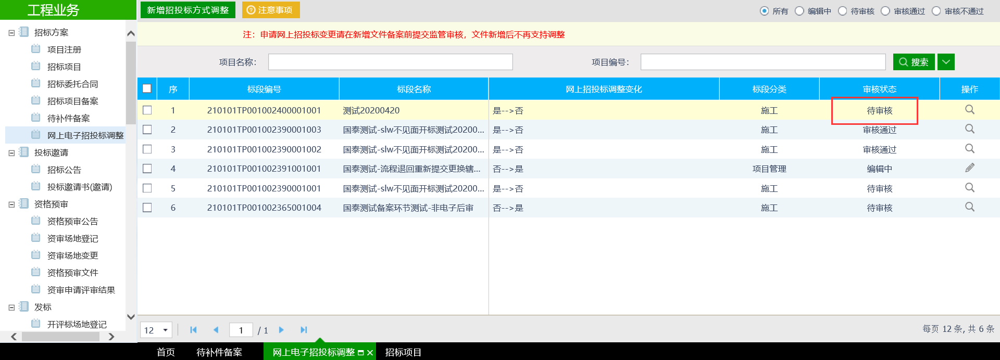 工程业务
招标方案
项目注册
招标项目
招标委托合同
招标项目备案
待补件备案
网上电子招投标调整
投标邀请
招标公告
投标邀请书(邀请)
资格预审
资格预审公告
资审场地登记
资审场地变更
资格预审文件
资审申请评审结果
发标
开评标场地登记
新增招投标方式调整 注意事项 所有 编辑中 待审核 审核通过 审核不通过
注：申请网上招投标变更请在新增文件备案前提交监管审核，文件新增后不再支持调整
项目名称： 项目编号： 搜索
序 标段编号 标段名称 网上招投标调整变化 标段分类 审核状态 操作
1 210101TP001002400001001 测试20200420 是-->否 施工 待审核
2 210101TP001002390001003 国泰测试-slw不见面开标测试20200... 是-->否 施工 审核通过
3 210101TP001002390001002 国泰测试-slw不见面开标测试20200... 是-->否 施工 审核通过
4 210101TP001002391001001 国泰测试-流程退回重新提交更换辖... 否-->是 项目管理 编辑中
5 210101TP001002390001001 国泰测试-slw不见面开标测试20200... 是-->否 施工 待审核
6 210101TP001002365001004 国泰测试备案环节测试-非电子后审 否-->是 施工 待审核
12 1 / 1 每页 12 条, 共 6 条
首页 待补件备案 网上电子招投标调整 招标项目